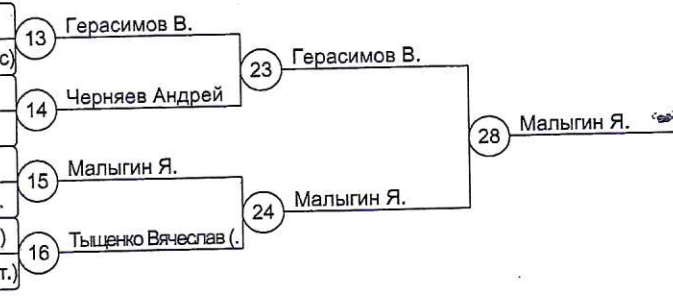 13 Герасимов В.
с)
23 Герасимов В.
14 Черняев Андрей
28 Малыгин Я.
15 Малыгин Я.
.
24 Малыгин Я.
)
16 Тыщенко Вячеслав (.
т.)